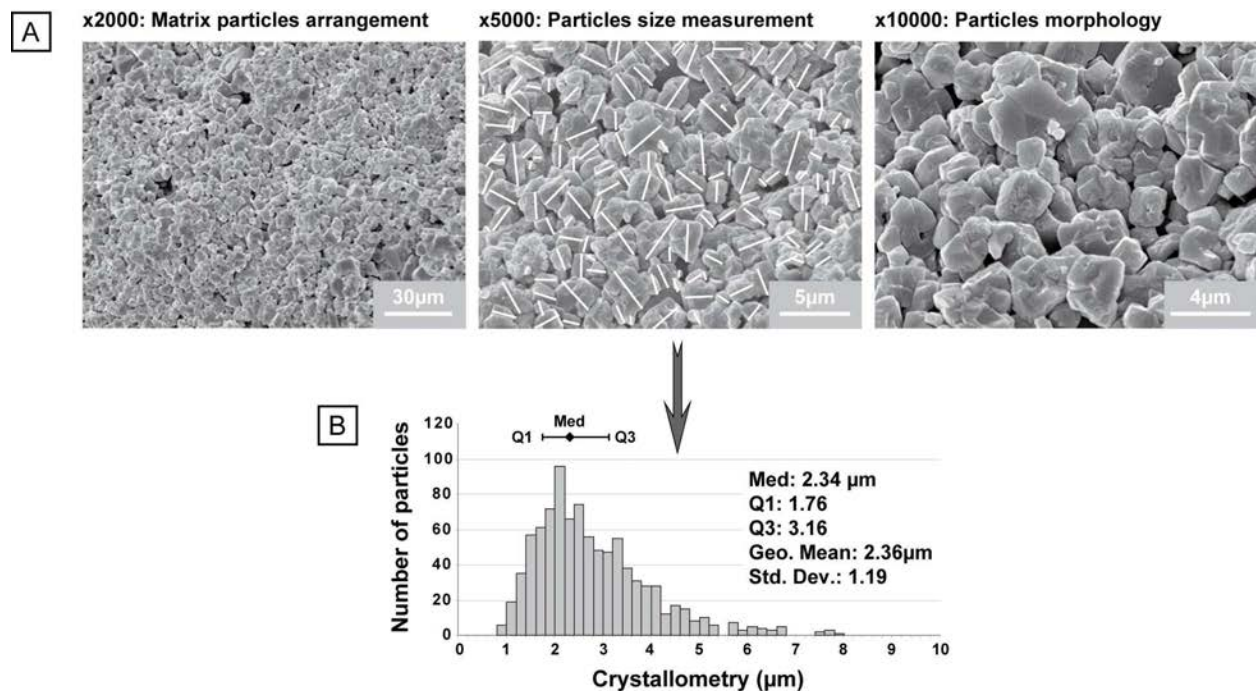 A
x2000: Matrix particles arrangement
x5000: Particles size measurement
x10000: Particles morphology
30µm
5µm
4µm
B
120
100
80
60
40
20
0
Number of particles
Med
Q1
Q3
Med: 2.34 µm
Q1: 1.76
Q3: 3.16
Geo. Mean: 2.36µm
Std. Dev.: 1.19
0 1 2 3 4 5 6 7 8 9 10
Crystallometry (µm)